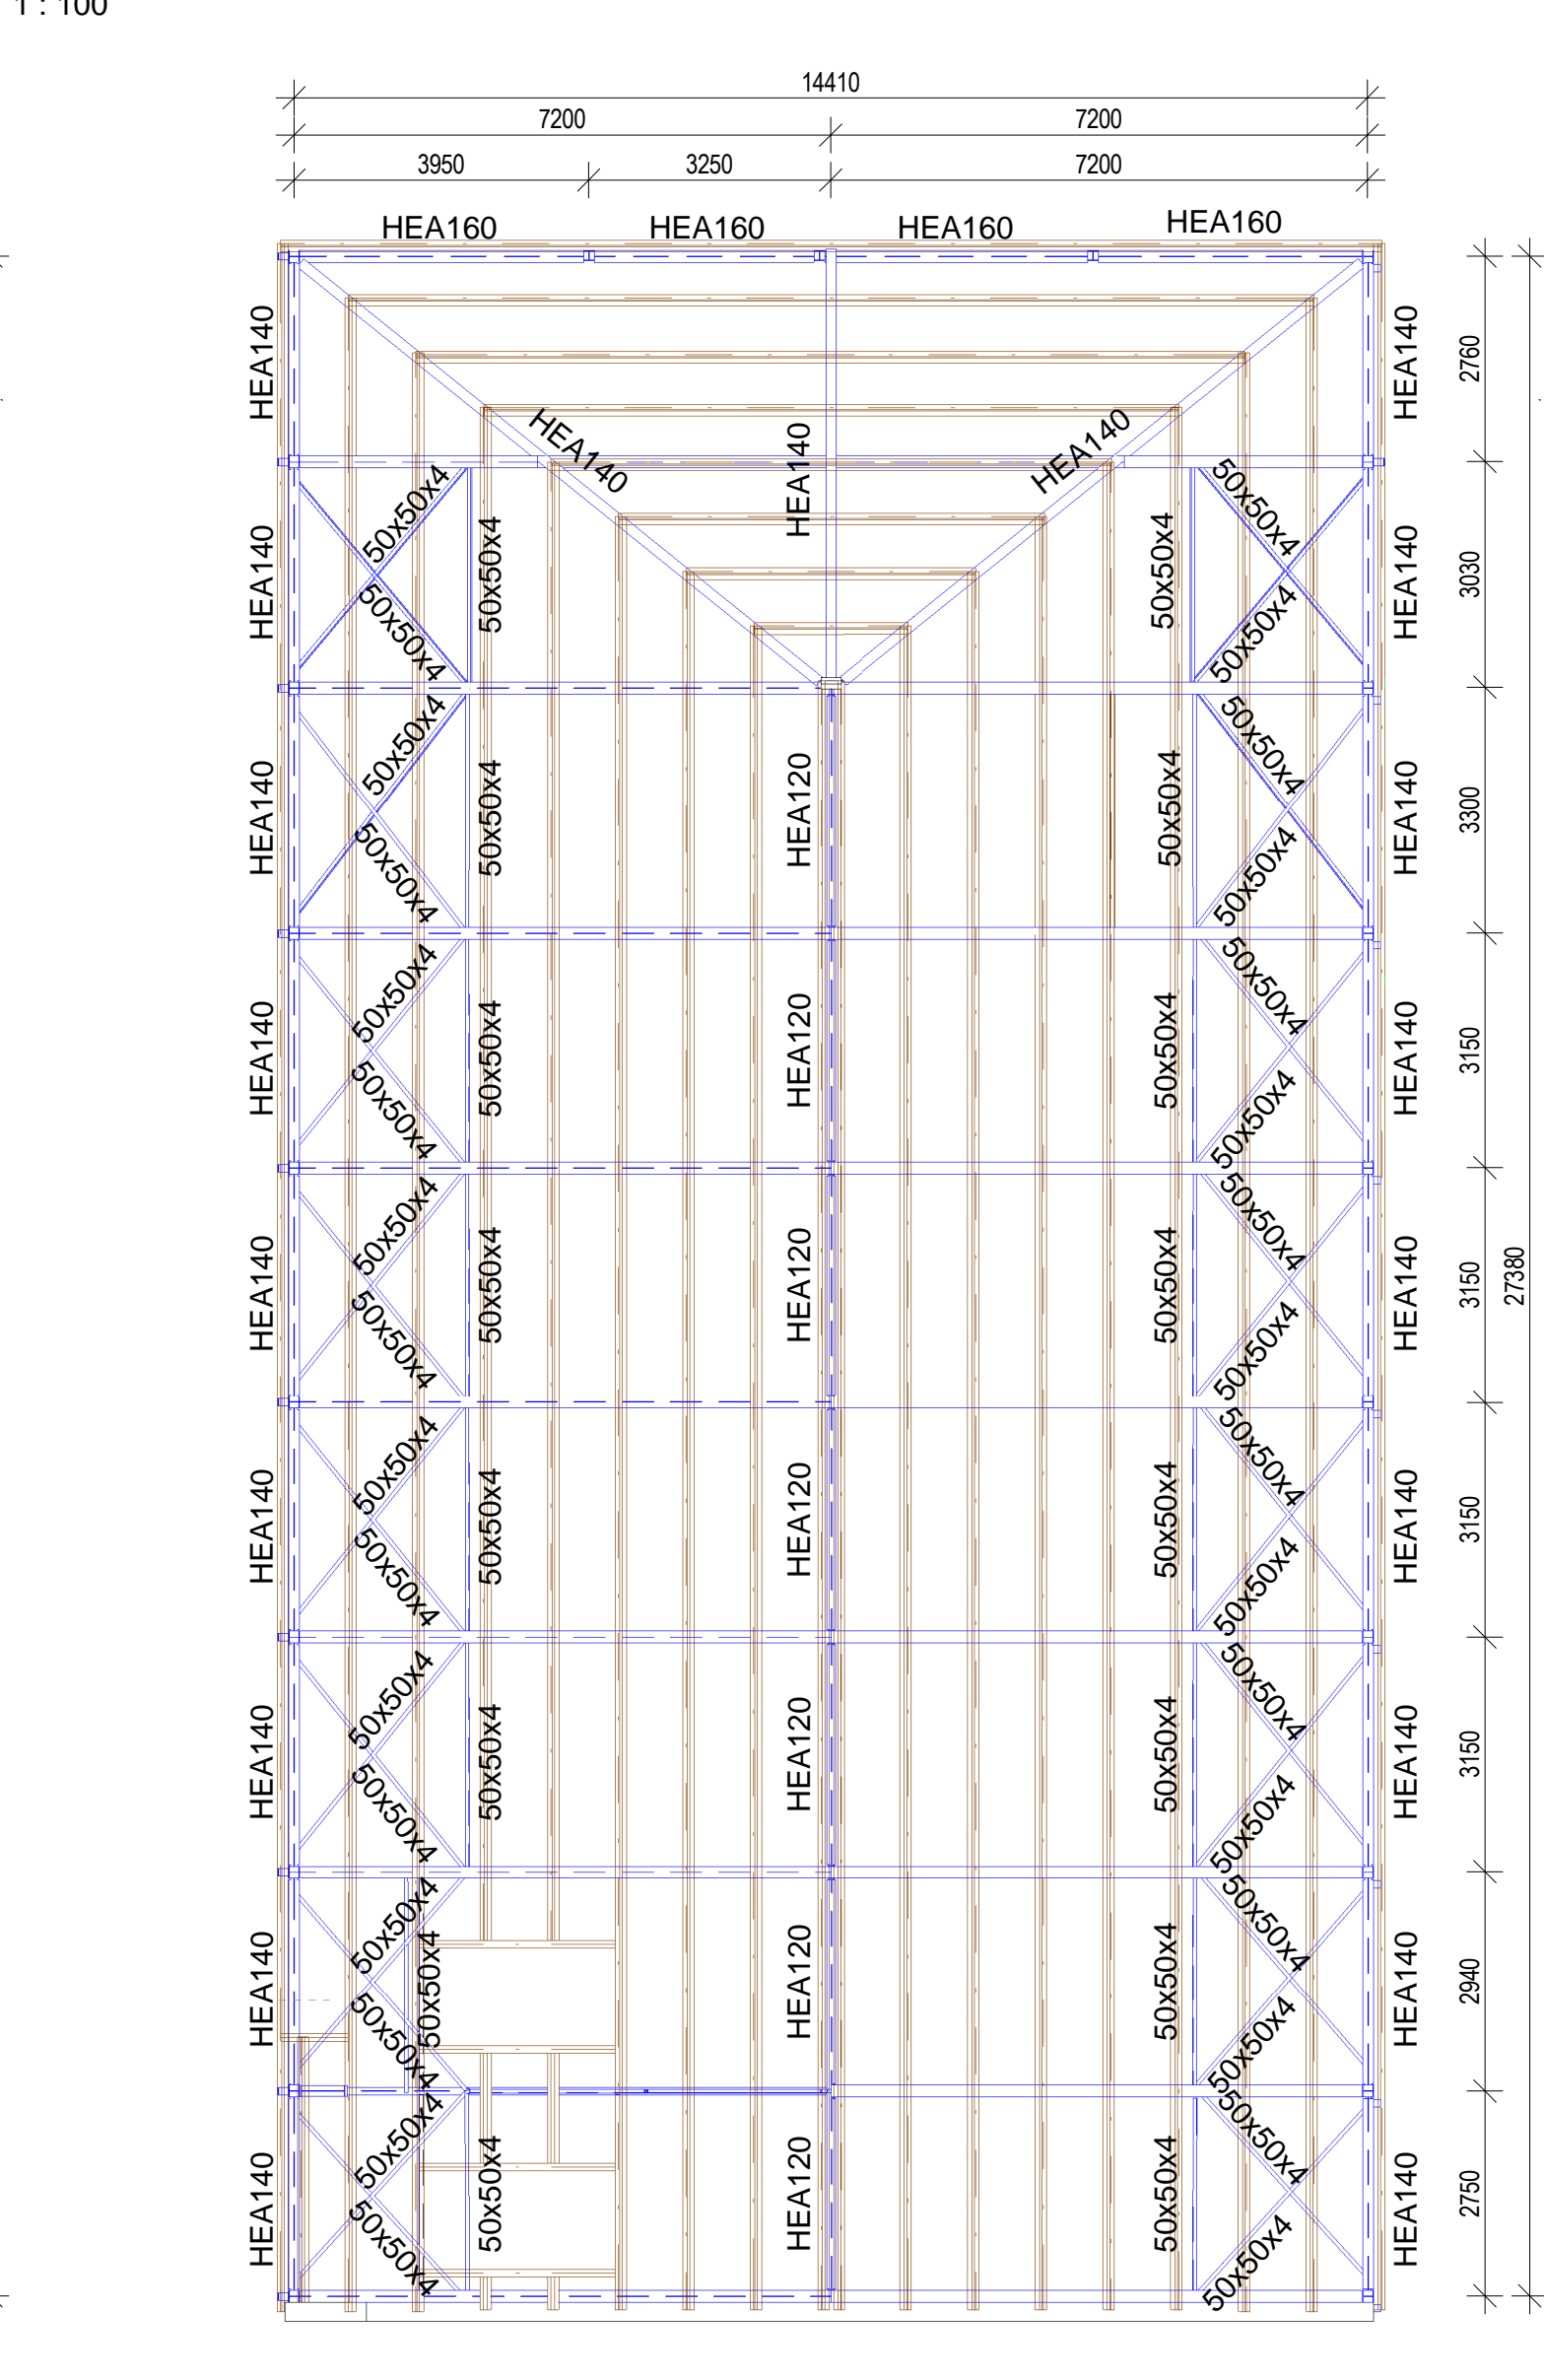 1 : 100
14410
7200 7200
3950 3250 7200
HEA160 HEA160 HEA160 HEA160
HEA140 HEA140 2760
HEA140 HEA140 HEA140
HEA140 50x50x4 50x50x4 50x50x4 50x50x4 50x50x4 50x50x4 HEA140 3030
HEA140 50x50x4 50x50x4 50x50x4 HEA120 50x50x4 50x50x4 50x50x4 HEA140 3300
HEA140 50x50x4 50x50x4 50x50x4 HEA120 50x50x4 50x50x4 50x50x4 HEA140 3150
HEA140 50x50x4 50x50x4 50x50x4 HEA120 50x50x4 50x50x4 50x50x4 HEA140 3150 27380
HEA140 50x50x4 50x50x4 50x50x4 HEA120 50x50x4 50x50x4 50x50x4 HEA140 3150
HEA140 50x50x4 50x50x4 50x50x4 HEA120 50x50x4 50x50x4 50x50x4 HEA140 3150
HEA140 50x50x4 50x50x4 50x50x4 HEA120 50x50x4 50x50x4 50x50x4 HEA140 2940
HEA140 50x50x4 50x50x4 50x50x4 HEA120 50x50x4 50x50x4 50x50x4 HEA140 2750